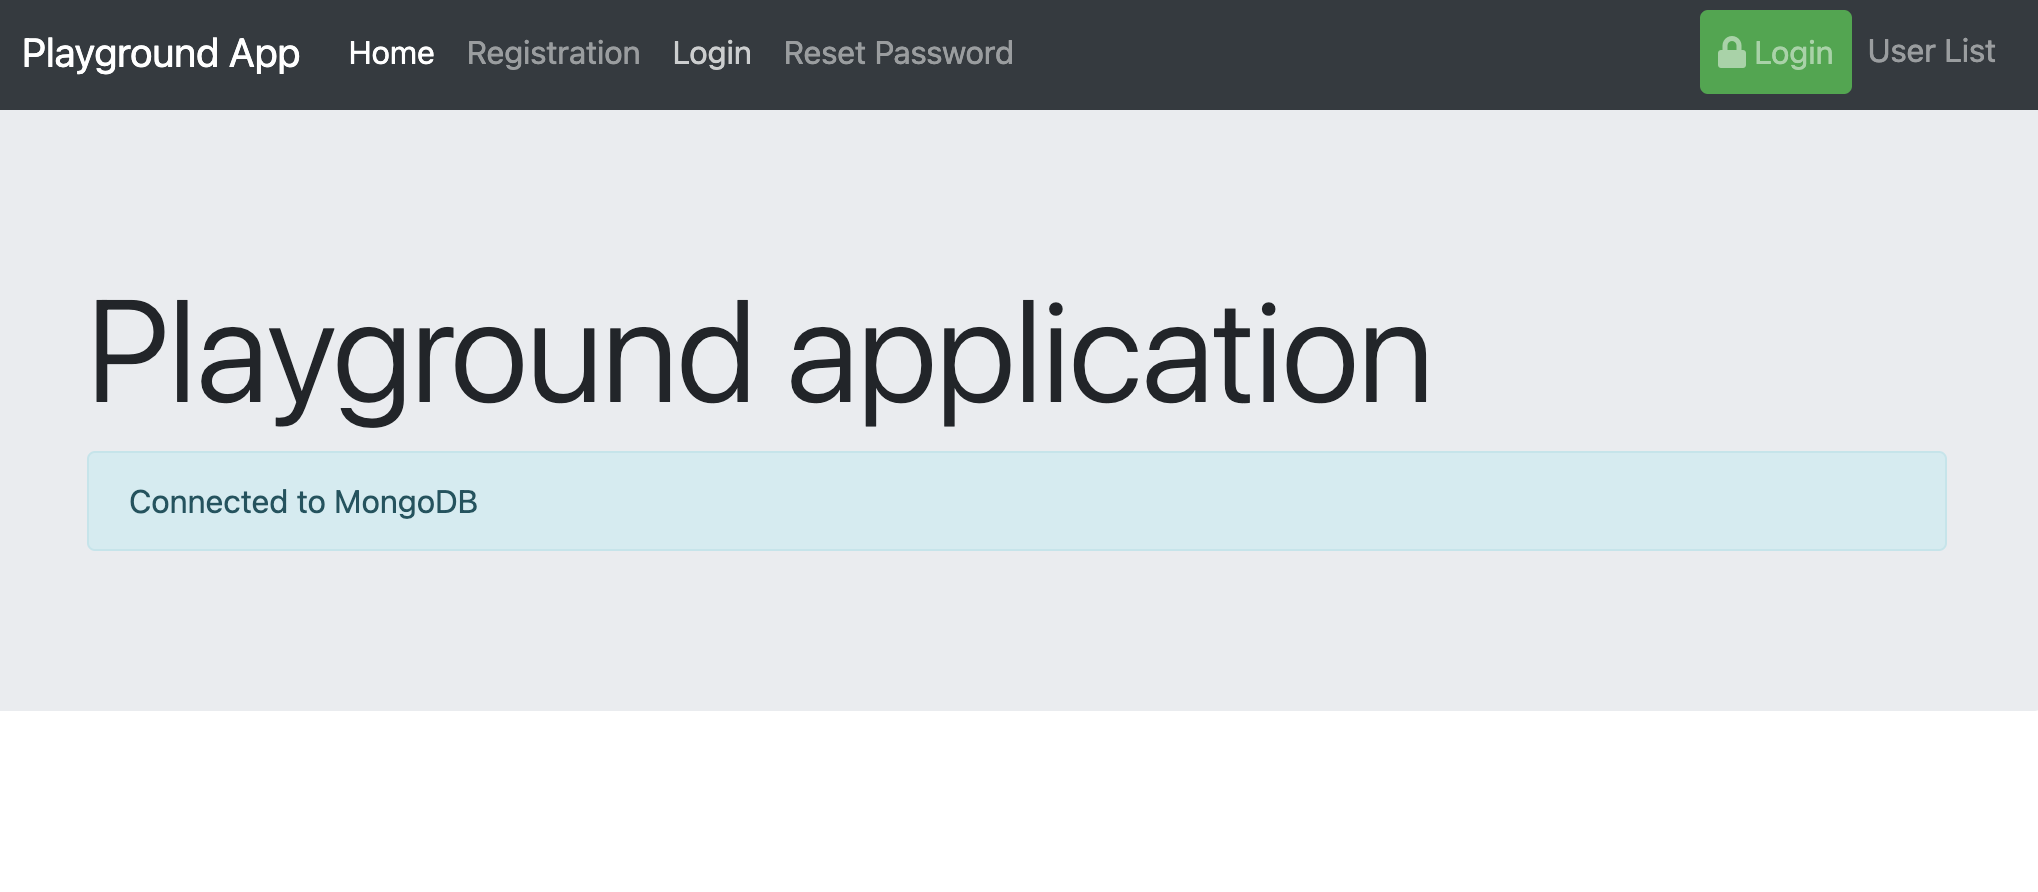 Playground App Home Registration Login Reset Password Login User List
Playground application
Connected to MongoDB